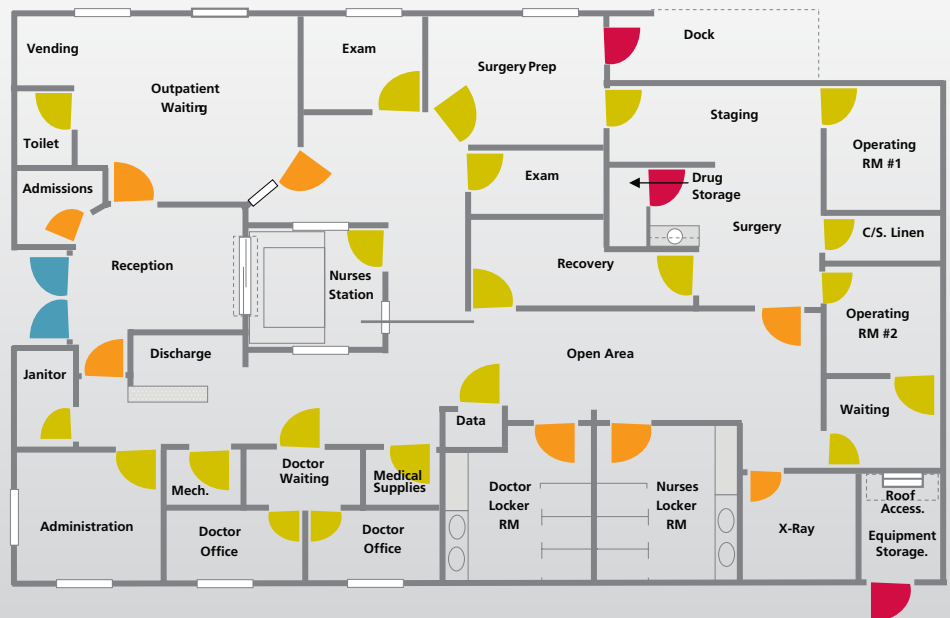 Vending
Exam
Surgery Prep
Dock
Outpatient
Waiting
Staging
Toilet
Operating
RM #1
Admissions
Exam
Drug
Storage
Surgery
C/S. Linen
Reception
Recovery
Nurses
Station
Operating
RM #2
Open Area
Discharge
Janitor
Waiting
Data
Doctor
Waiting
Medical
Supplies
Mech.
Doctor
Locker
RM
Nurses
Locker
RM
Roof
Access.
Administration
Doctor
Office
Doctor
Office
X-Ray
Equipment
Storage.